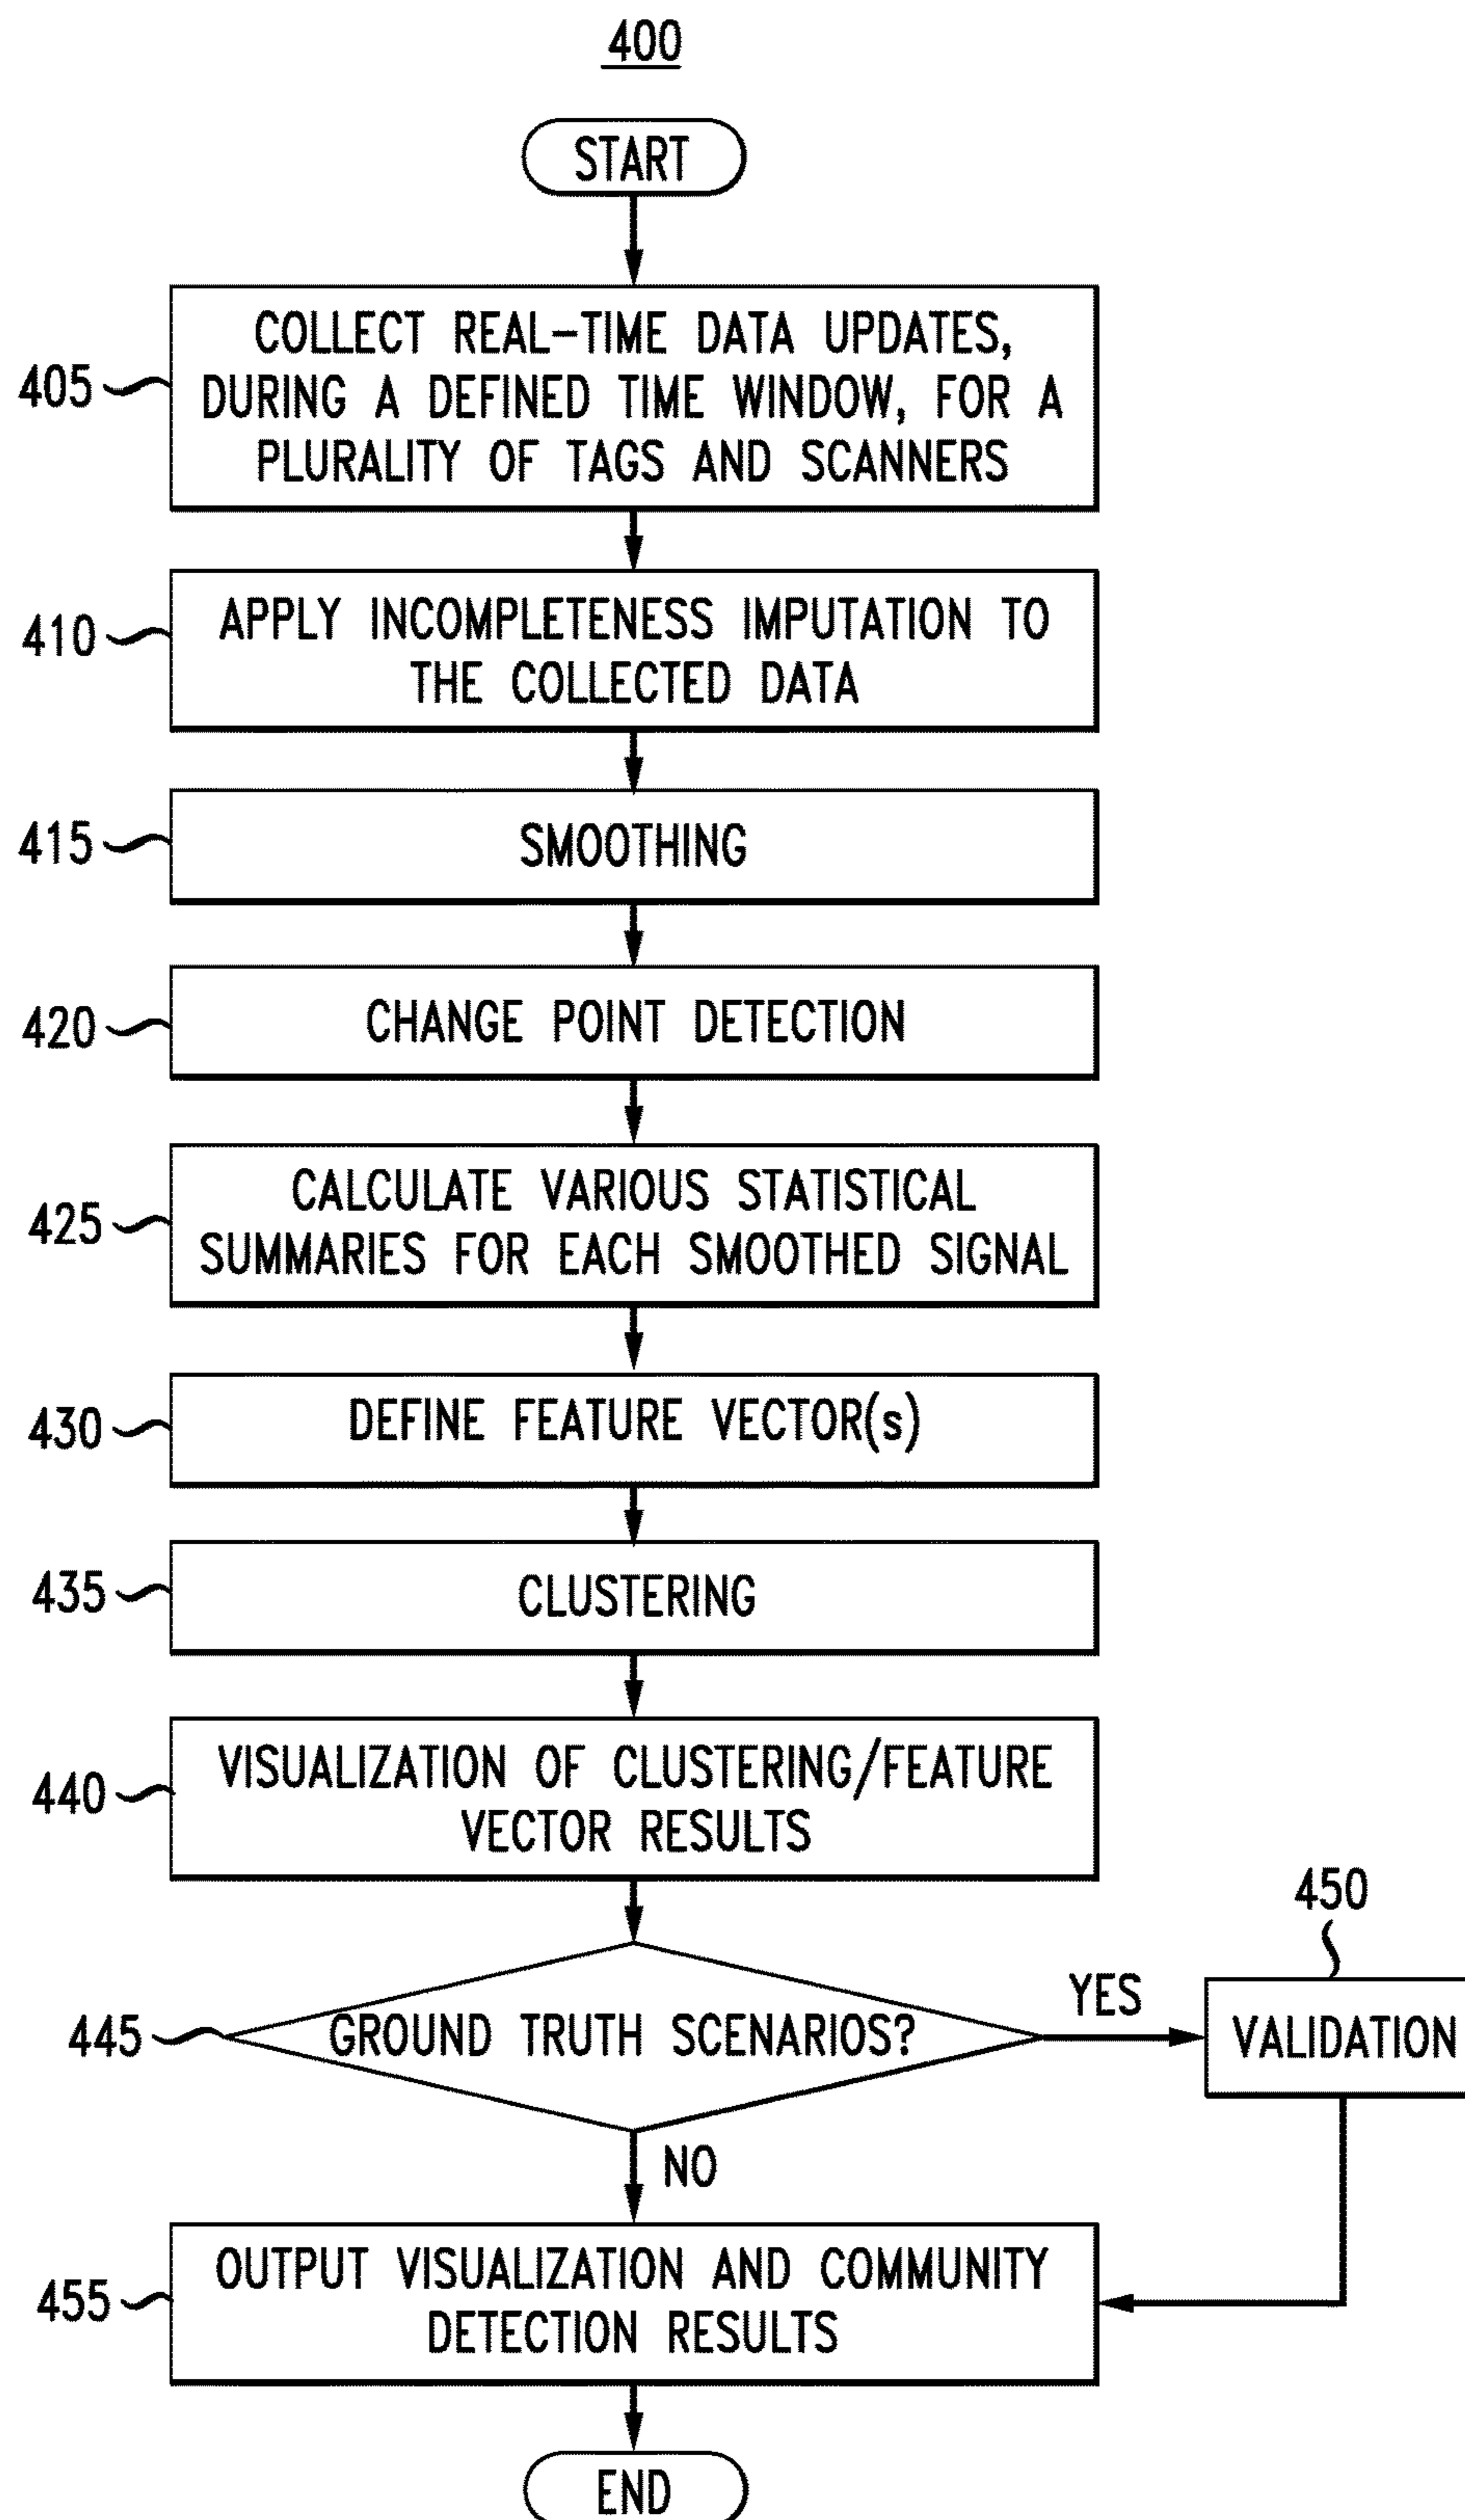 400
START
405
COLLECT REAL-TIME DATA UPDATES,
DURING A DEFINED TIME WINDOW, FOR A
PLURALITY OF TAGS AND SCANNERS
410
APPLY INCOMPLETENESS IMPUTATION TO
THE COLLECTED DATA
415
SMOOTHING
420
CHANGE POINT DETECTION
425
CALCULATE VARIOUS STATISTICAL
SUMMARIES FOR EACH SMOOTHED SIGNAL
430
DEFINE FEATURE VECTOR(s)
435
CLUSTERING
440
VISUALIZATION OF CLUSTERING/FEATURE
VECTOR RESULTS
445
GROUND TRUTH SCENARIOS?
YES
450
VALIDATION
NO
455
OUTPUT VISUALIZATION AND COMMUNITY
DETECTION RESULTS
END